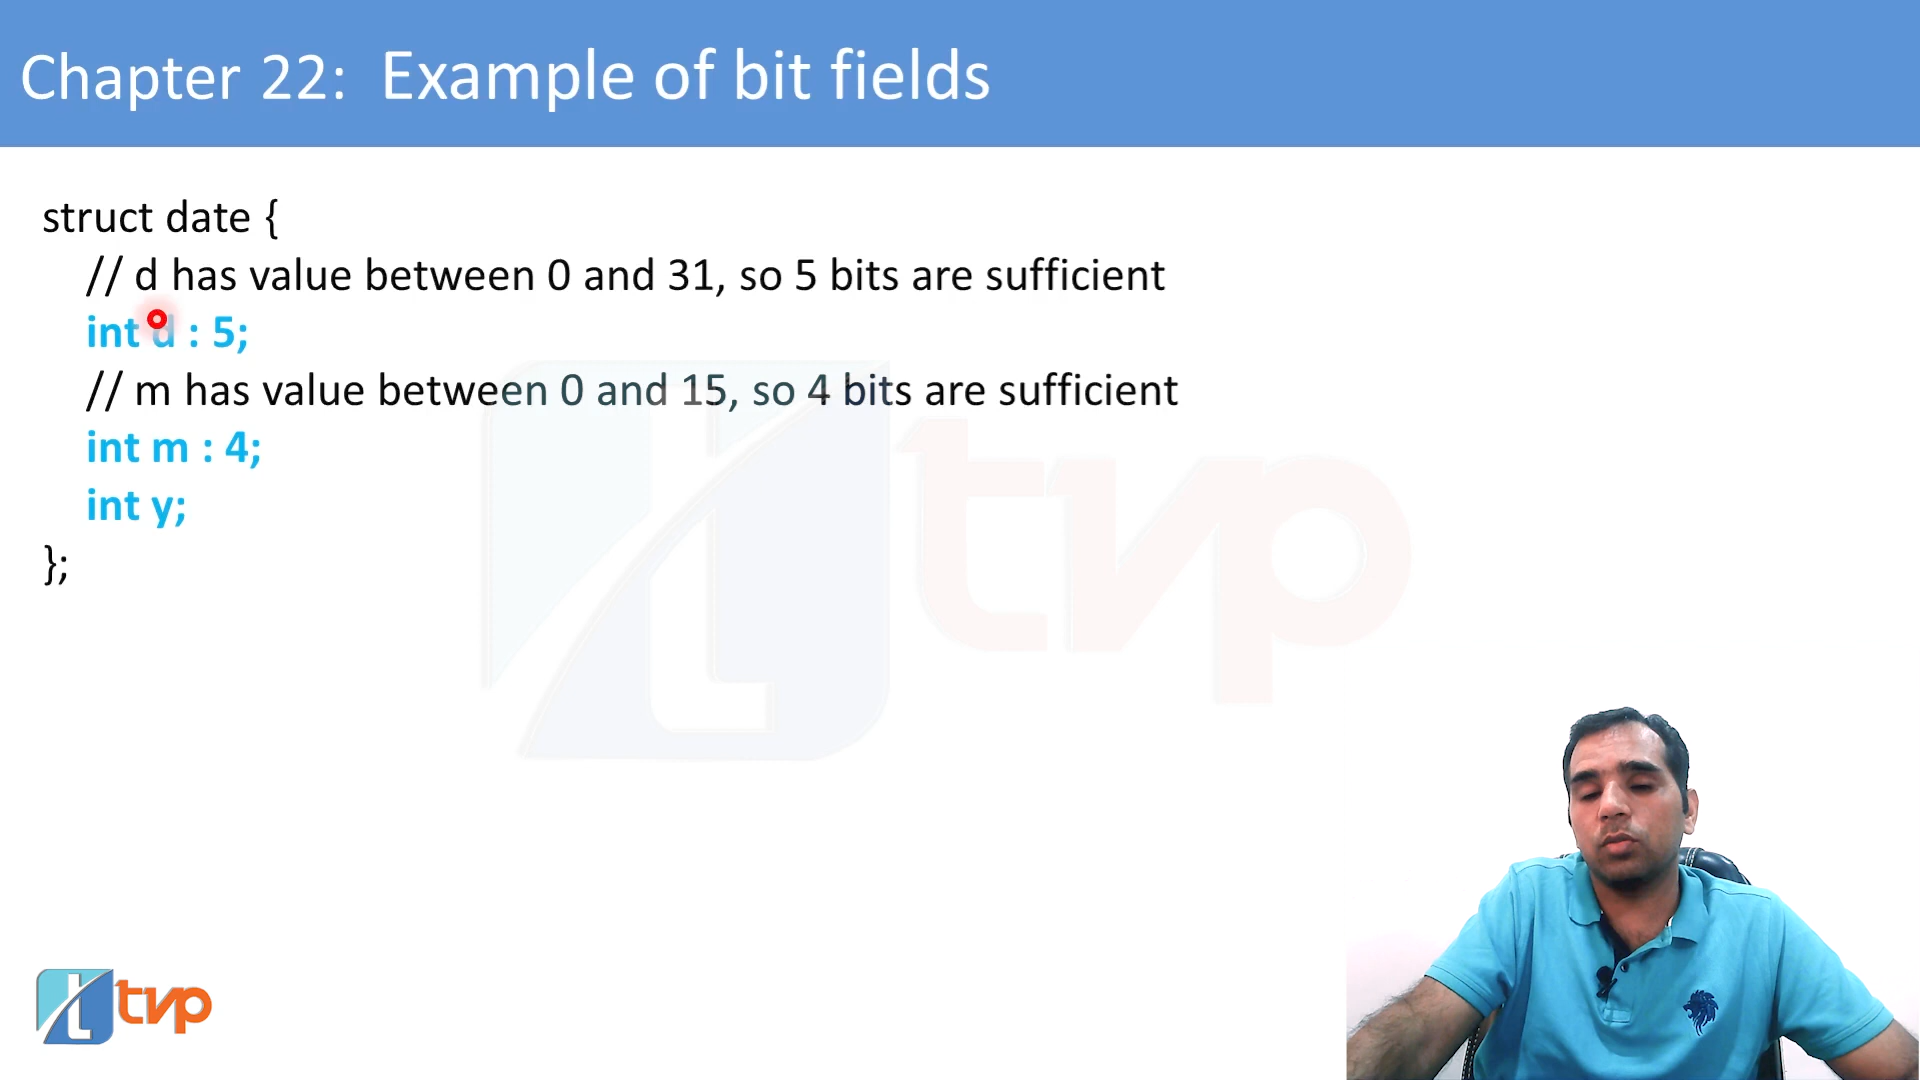 Chapter 22: Example of bit fields
struct date {
// d has value between 0 and 31, so 5 bits are sufficient
int d : 5;
// m has value between 0 and 15, so 4 bits are sufficient
int m : 4;
int y;
};
tvp
tvp